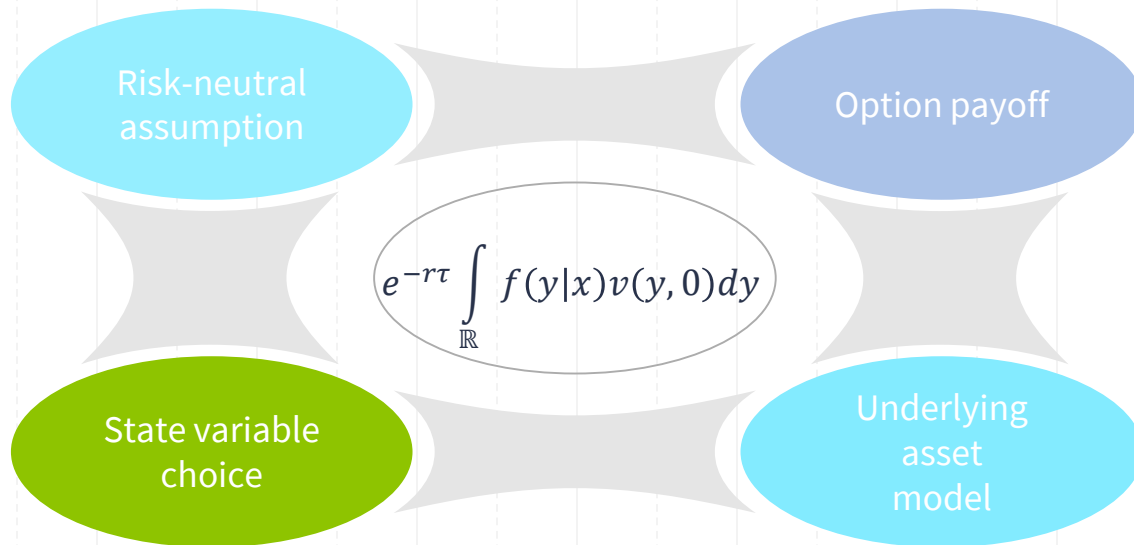 Risk-neutral
assumption
Option payoff
e^{-rτ} ∫_ℝ f(y|x)v(y,0)dy
State variable
choice
Underlying
asset
model